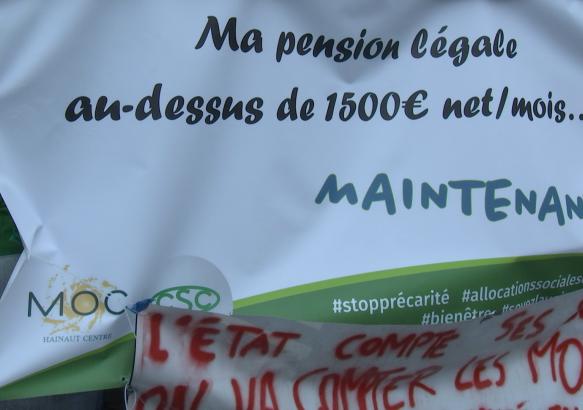 Ma pension légale
au-dessus de 1500€ net/mois..
MAINTENAN
MOC
HAINAUT CENTRE
CSC
#stopprécarité #allocationssociales
#bienêtre
L'ÉTAT COMPTE SES
ON VA COMPTER LES MO